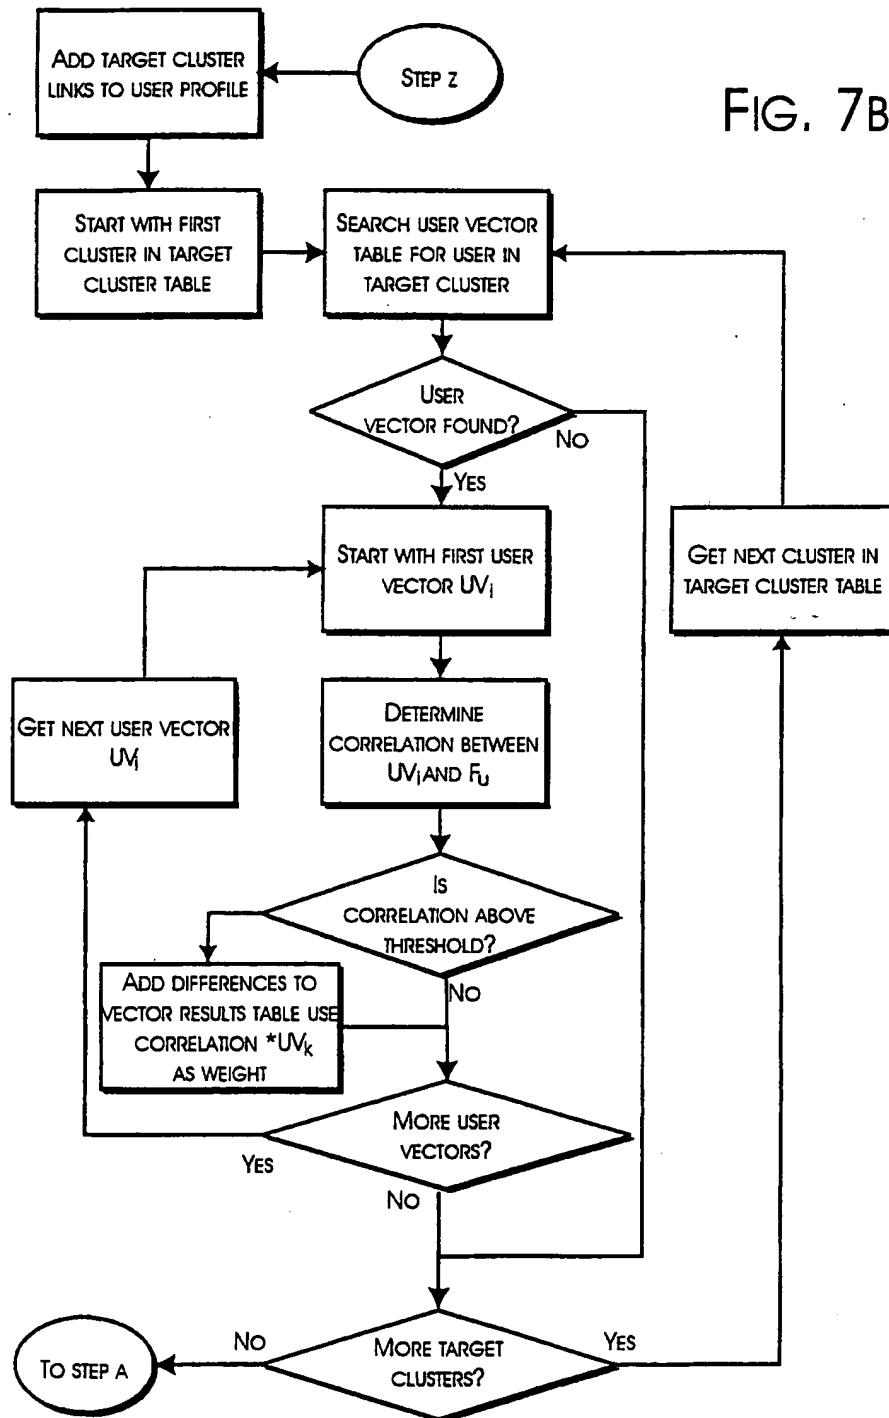 ADD TARGET CLUSTER
LINKS TO USER PROFILE
STEP Z
FIG. 7B
START WITH FIRST
CLUSTER IN TARGET
CLUSTER TABLE
SEARCH USER VECTOR
TABLE FOR USER IN
TARGET CLUSTER
USER
VECTOR FOUND?
NO
YES
START WITH FIRST USER
VECTOR UVi
GET NEXT CLUSTER IN
TARGET CLUSTER TABLE
GET NEXT USER VECTOR
UVi
DETERMINE
CORRELATION BETWEEN
UVi AND FU
IS
CORRELATION ABOVE
THRESHOLD?
NO
ADD DIFFERENCES TO
VECTOR RESULTS TABLE USE
CORRELATION *UVK
AS WEIGHT
MORE USER
VECTORS?
YES
NO
TO STEP A
NO
MORE TARGET
CLUSTERS?
YES